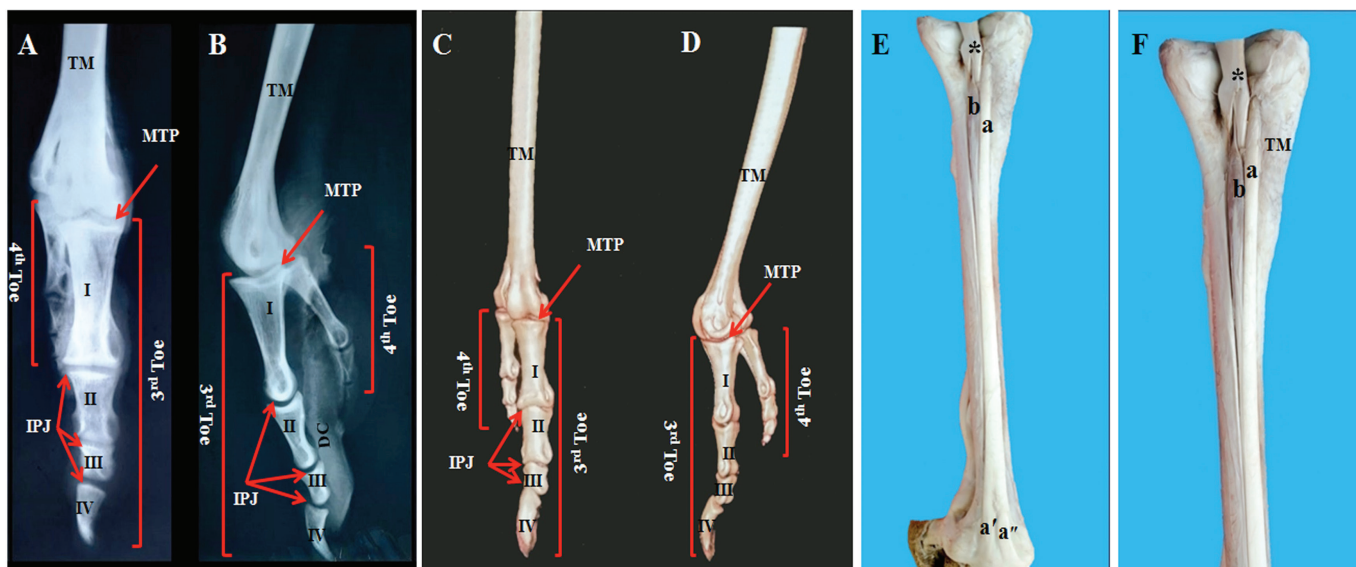 A
TM
MTP
4th Toe
I
3rd Toe
II
IPJ
III
IV
B
TM
MTP
I
4th Toe
3rd Toe
II
DC
IPJ
III
IV
C
TM
MTP
4th Toe
I
II
IPJ
III
3rd Toe
IV
D
TM
MTP
I
4th Toe
3rd Toe
II
III
IV
E
*
b
a
a′
a″
F
*
TM
a
b